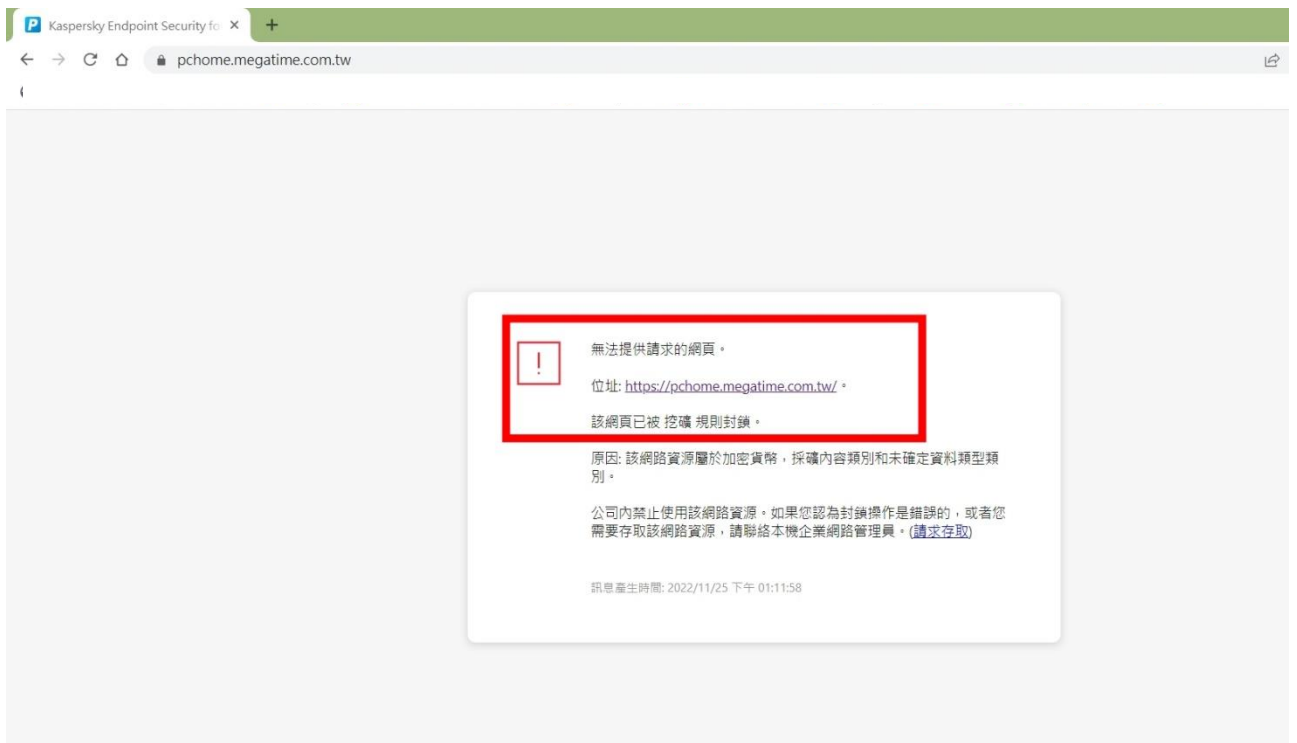 Kaspersky Endpoint Security fo
pchome.megatime.com.tw
無法提供請求的網頁。
位址: https://pchome.megatime.com.tw/。
該網頁已被 挖礦 規則封鎖。
原因: 該網路資源屬於加密貨幣，採礦內容類別和未確定資料類型類
別。
公司內禁止使用該網路資源。如果您認為封鎖操作是錯誤的，或者您
需要存取該網路資源，請聯絡本機企業網路管理員。(請求存取)
訊息產生時間: 2022/11/25 下午 01:11:58